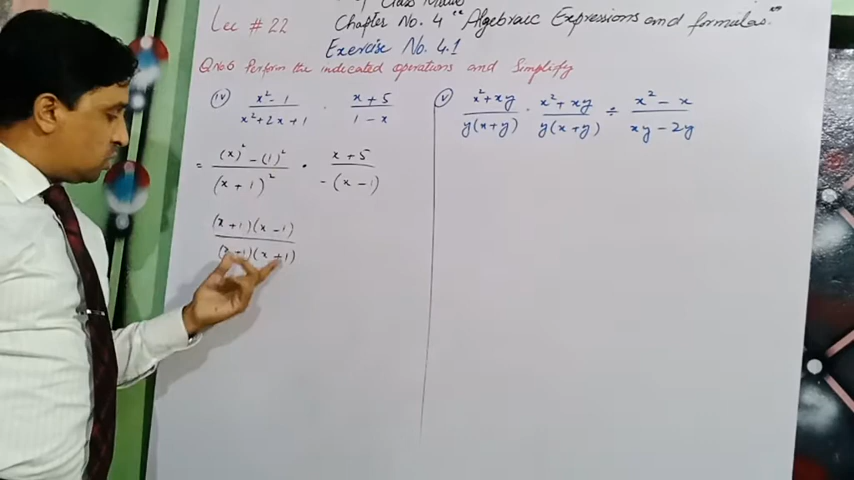 Class Maths
Lec # 22
Chapter No. 4 "Algebraic Expressions and formulas."
Exercise No. 4.1
Q No 6 Perform the indicated operations and Simplify
(iv) x² - 1 / x² + 2x + 1 · x + 5 / 1 - x
= (x)² - (1)² / (x + 1)² · x + 5 / - (x - 1)
(x + 1)(x - 1) / (x + 1)(x + 1)
(v) x² + xy / y(x + y) · x² + xy / y(x + y) ÷ x² - x / xy - 2y